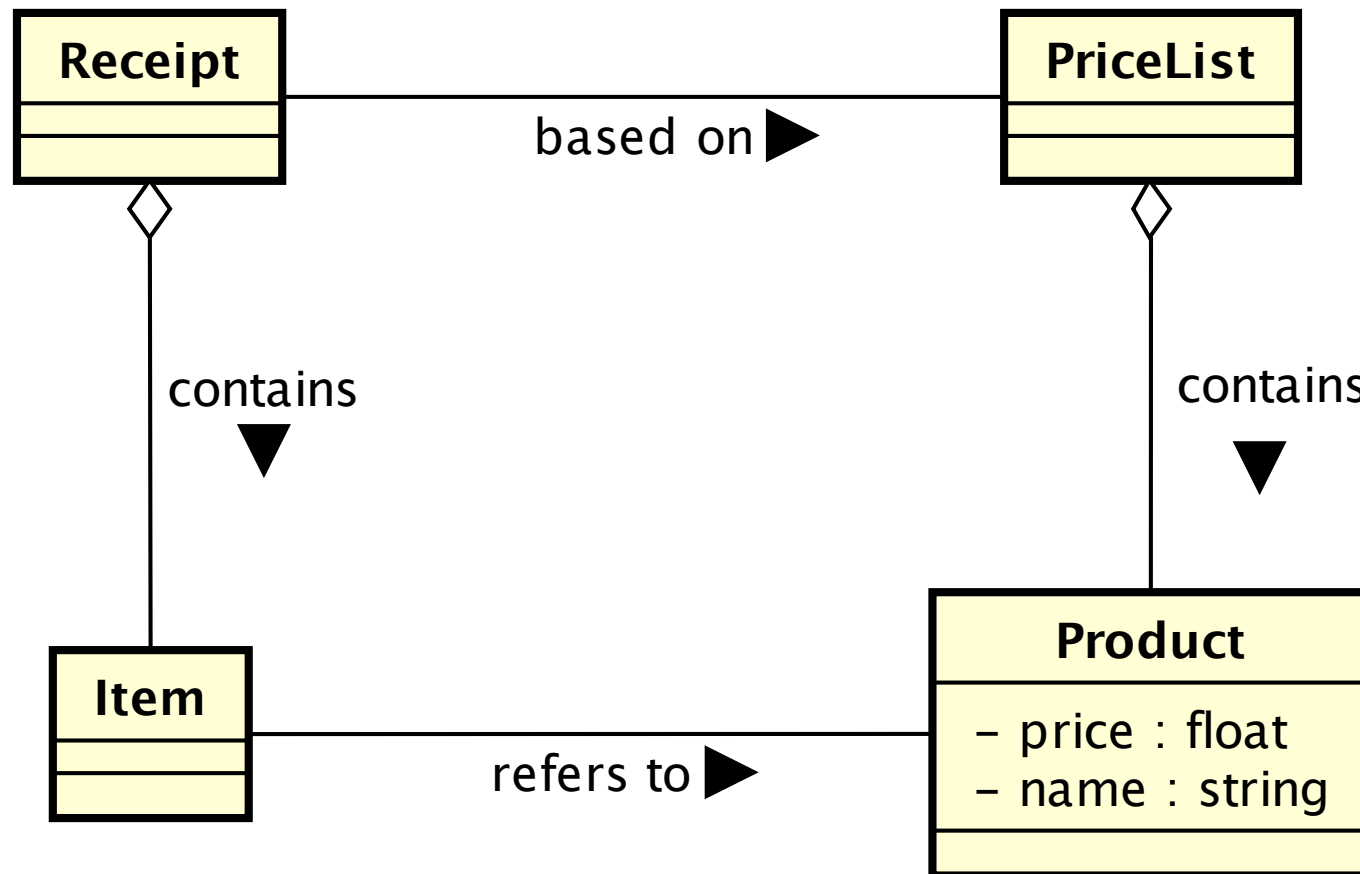 Receipt
PriceList
based on
contains
contains
Item
Product
– price : float
– name : string
refers to